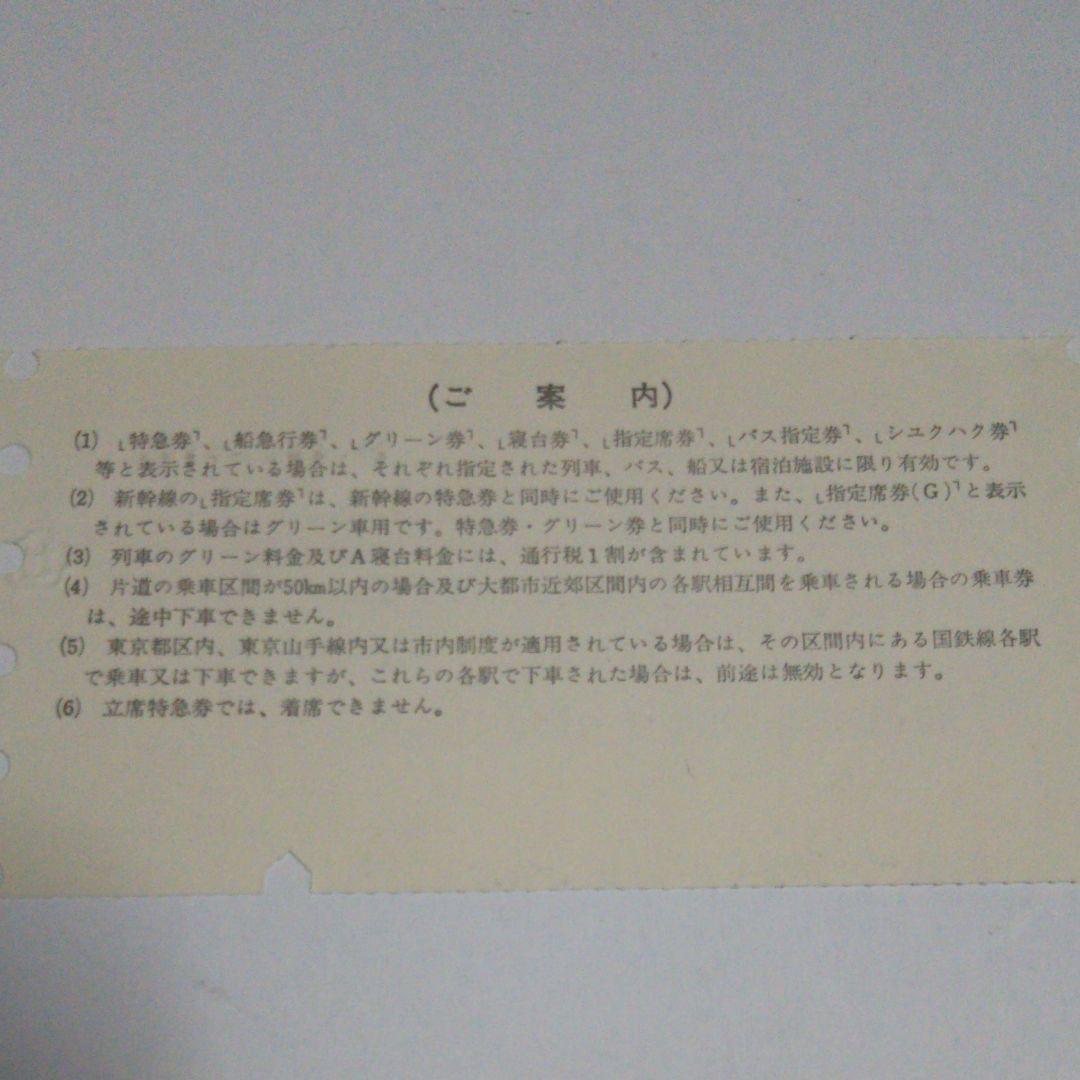 (ご案内)
(1) 「特急券」、「船急行券」、「グリーン券」、「寝台券」、「指定席券」、「バス指定券」、「シユクハク券」
等と表示されている場合は、それぞれ指定された列車、バス、船又は宿泊施設に限り有効です。
(2) 新幹線の「指定席券」は、新幹線の特急券と同時にご使用ください。また、「指定席券(G)」と表示
されている場合はグリーン車用です。特急券・グリーン券と同時にご使用ください。
(3) 列車のグリーン料金及びA寝台料金には、通行税1割が含まれています。
(4) 片道の乗車区間が50km以内の場合及び大都市近郊区間内の各駅相互間を乗車される場合の乗車券
は、途中下車できません。
(5) 東京都区内、東京山手線内又は市内制度が適用されている場合は、その区間内にある国鉄線各駅
で乗車又は下車できますが、これらの各駅で下車された場合は、前途は無効となります。
(6) 立席特急券では、着席できません。